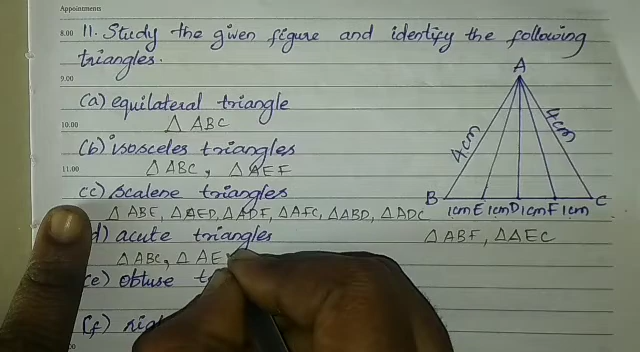 Appointments
8.00 11. Study the given figure and identify the following
triangles.
9.00
(a) equilateral triangle
10.00 △ ABC
(b) isosceles triangles
11.00 △ ABC, △ AEF
(c) scalene triangles
△ ABE, △AED, △ADF, △AFC, △ABD, △ADC
△ABF, △AEC
d) acute triangles
△ABC, △ AE
(e) obtuse
(f)
A
4cm 4cm
B 1cm E 1cm D 1cm F 1cm C